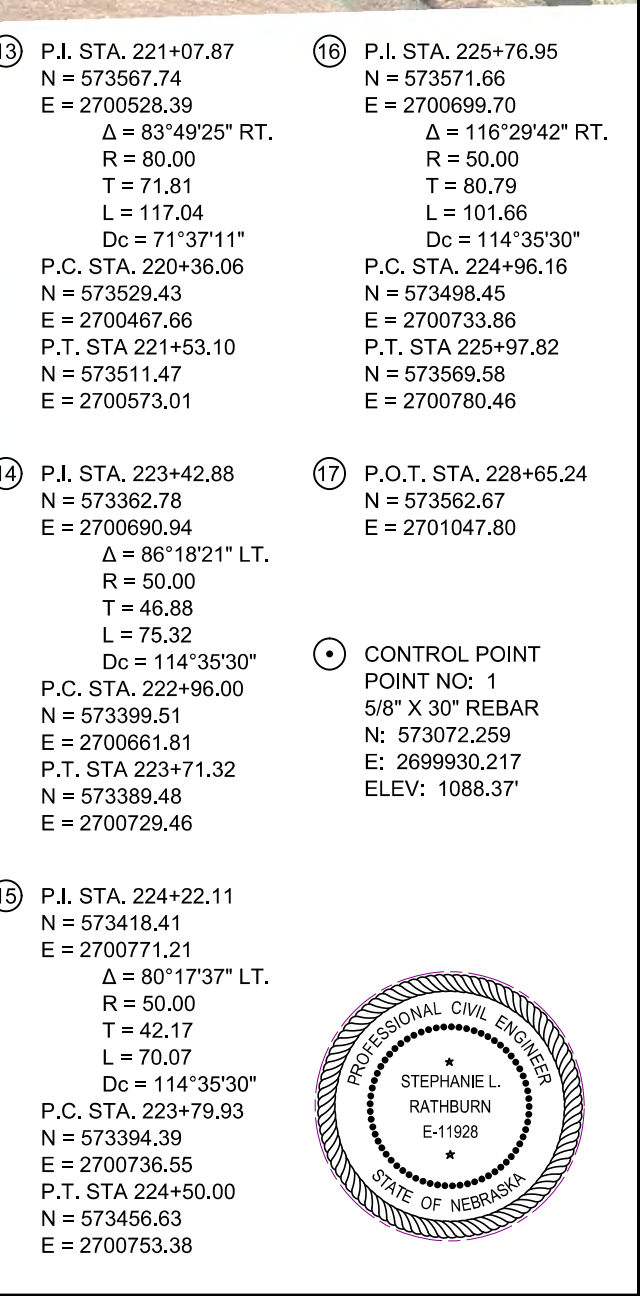 13 P.I. STA. 221+07.87
N = 573567.74
E = 2700528.39
Δ = 83°49'25" RT.
R = 80.00
T = 71.81
L = 117.04
Dc = 71°37'11"
P.C. STA. 220+36.06
N = 573529.43
E = 2700467.66
P.T. STA 221+53.10
N = 573511.47
E = 2700573.01
14 P.I. STA. 223+42.88
N = 573362.78
E = 2700690.94
Δ = 86°18'21" LT.
R = 50.00
T = 46.88
L = 75.32
Dc = 114°35'30"
P.C. STA. 222+96.00
N = 573399.51
E = 2700661.81
P.T. STA 223+71.32
N = 573389.48
E = 2700729.46
15 P.I. STA. 224+22.11
N = 573418.41
E = 2700771.21
Δ = 80°17'37" LT.
R = 50.00
T = 42.17
L = 70.07
Dc = 114°35'30"
P.C. STA. 223+79.93
N = 573394.39
E = 2700736.55
P.T. STA 224+50.00
N = 573456.63
E = 2700753.38
16 P.I. STA. 225+76.95
N = 573571.66
E = 2700699.70
Δ = 116°29'42" RT.
R = 50.00
T = 80.79
L = 101.66
Dc = 114°35'30"
P.C. STA. 224+96.16
N = 573498.45
E = 2700733.86
P.T. STA 225+97.82
N = 573569.58
E = 2700780.46
17 P.O.T. STA. 228+65.24
N = 573562.67
E = 2701047.80
CONTROL POINT
POINT NO: 1
5/8" X 30" REBAR
N: 573072.259
E: 2699930.217
ELEV: 1088.37'
PROFESSIONAL CIVIL ENGINEER
STEPHANIE L.
RATHBURN
E-11928
STATE OF NEBRASKA